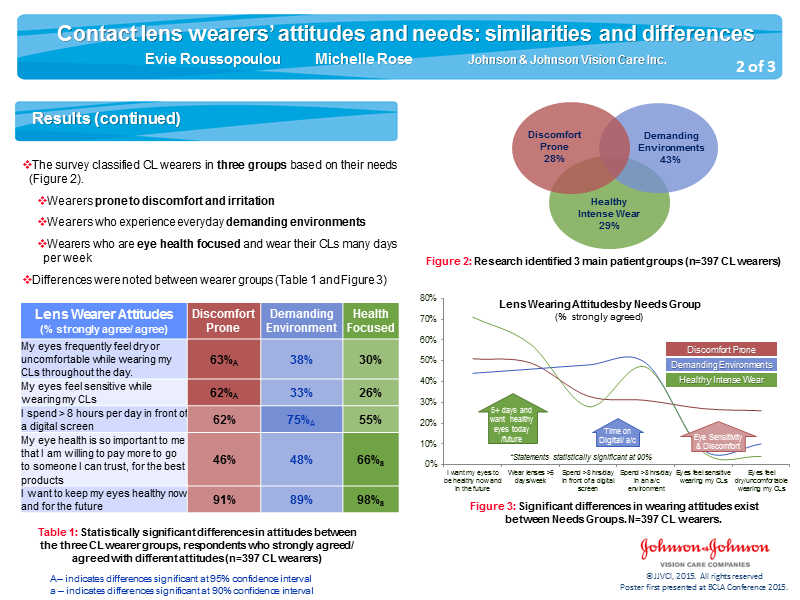 Contact lens wearers' attitudes and needs: similarities and differences
Evie Roussopoulou Michelle Rose Johnson & Johnson Vision Care Inc.
2 of 3
Results (continued)
❖The survey classified CL wearers in three groups based on their needs
(Figure 2).
❖Wearers prone to discomfort and irritation
❖Wearers who experience everyday demanding environments
❖Wearers who are eye health focused and wear their CLs many days
per week
❖Differences were noted between wearer groups (Table 1 and Figure 3)
Lens Wearer Attitudes
(% strongly agree/ agree)
Discomfort
Prone
Demanding
Environment
Health
Focused
My eyes frequently feel dry or
uncomfortable while wearing my
CLs throughout the day.
63%A 38% 30%
My eyes feel sensitive while
wearing my CLs
62%A 33% 26%
I spend > 8 hours per day in front of
a digital screen
62% 75%A 55%
My eye health is so important to me
that I am willing to pay more to go
to someone I can trust, for the best
products
46% 48% 66%a
I want to keep my eyes healthy now
and for the future
91% 89% 98%a
Table 1: Statistically significant differences in attitudes between
the three CL wearer groups, respondents who strongly agreed/
agreed with different attitudes (n=397 CL wearers)
A – indicates differences significant at 95% confidence interval
a – indicates differences significant at 90% confidence interval
Discomfort
Prone
28%
Demanding
Environments
43%
Healthy
Intense Wear
29%
Figure 2: Research identified 3 main patient groups (n=397 CL wearers)
Lens Wearing Attitudes by Needs Group
(% strongly agreed)
80%
70%
60%
50%
40%
30%
20%
10%
0%
Discomfort Prone
Demanding Environments
Healthy Intense Wear
5+ days and
want healthy
eyes today
/future
Time on
Digital/ a/c
Eye Sensitivity
& Discomfort
*Statements statistically significant at 90%
I want my eyes to
be healthy now and
in the future
Wear lenses >5
days/week
Spend >8 hrs/day
in front of a digital
screen
Spend >8 hrs/day
in an a/c
environment
Eyes feel sensitive
wearing my CLs
Eyes feel
dry/uncomfortable
wearing my CLs
Figure 3: Significant differences in wearing attitudes exist
between Needs Groups. N=397 CL wearers.
Johnson & Johnson
VISION CARE COMPANIES
©JJVCI, 2015. All rights reserved
Poster first presented at BCLA Conference 2015.